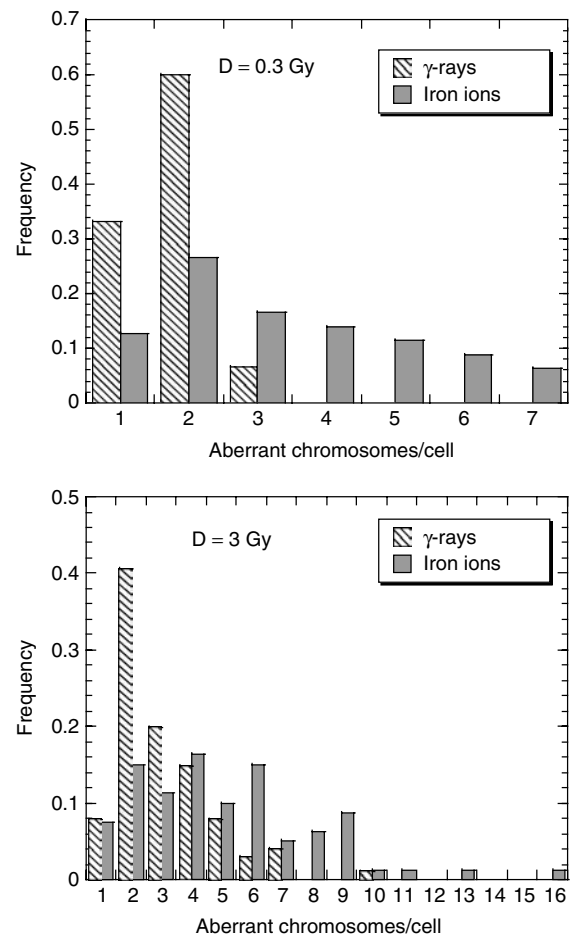 0.7
0.6
0.5
0.4
0.3
0.2
0.1
0
Frequency
D = 0.3 Gy
γ-rays
Iron ions
1 2 3 4 5 6 7
Aberrant chromosomes/cell
0.5
0.4
0.3
0.2
0.1
0
Frequency
D = 3 Gy
γ-rays
Iron ions
1 2 3 4 5 6 7 8 9 10 11 12 13 14 15 16
Aberrant chromosomes/cell